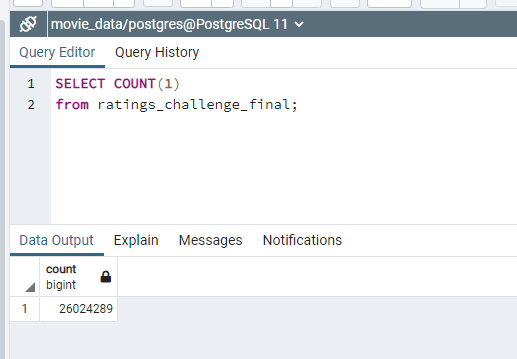 movie_data/postgres@PostgreSQL 11
Query Editor Query History
1 SELECT COUNT(1)
2 from ratings_challenge_final;
Data Output Explain Messages Notifications
count
bigint
1 26024289